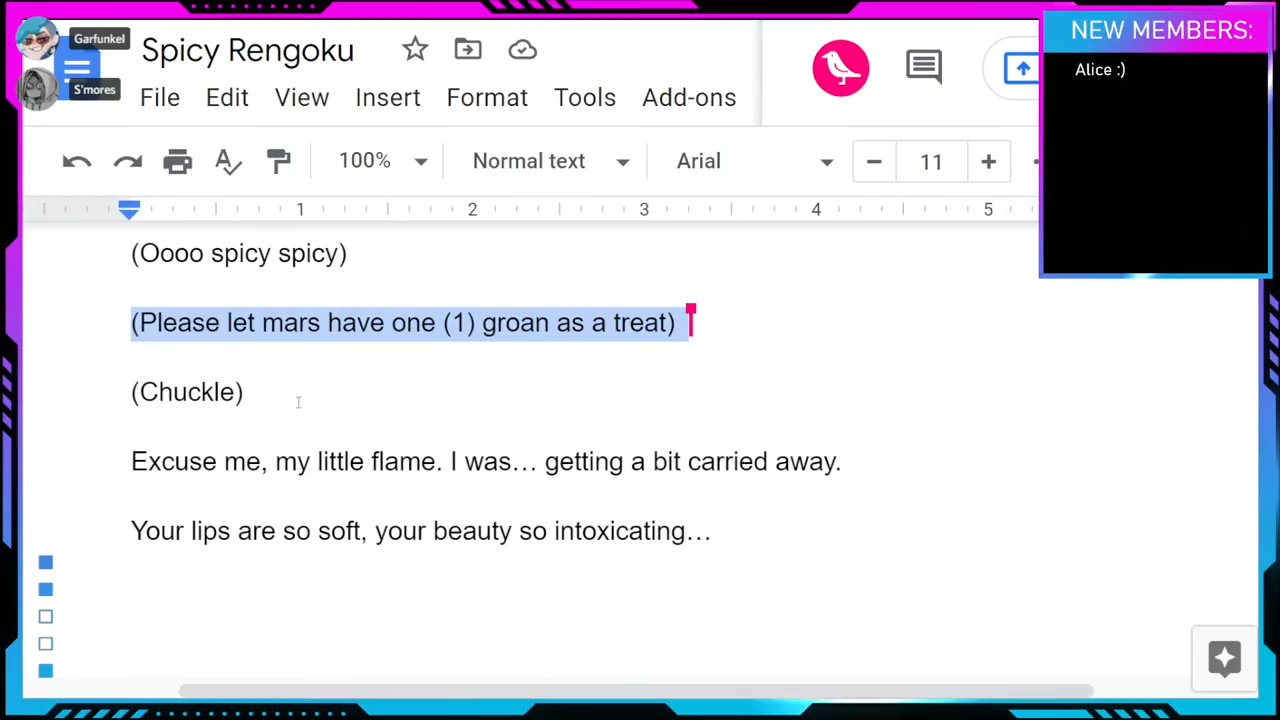 Garfunkel
S'mores
Spicy Rengoku
File Edit View Insert Format Tools Add-ons
NEW MEMBERS:
Alice :)
100% Normal text Arial 11
1 2 3 4 5
(Oooo spicy spicy)
(Please let mars have one (1) groan as a treat)
(Chuckle)
Excuse me, my little flame. I was… getting a bit carried away.
Your lips are so soft, your beauty so intoxicating…